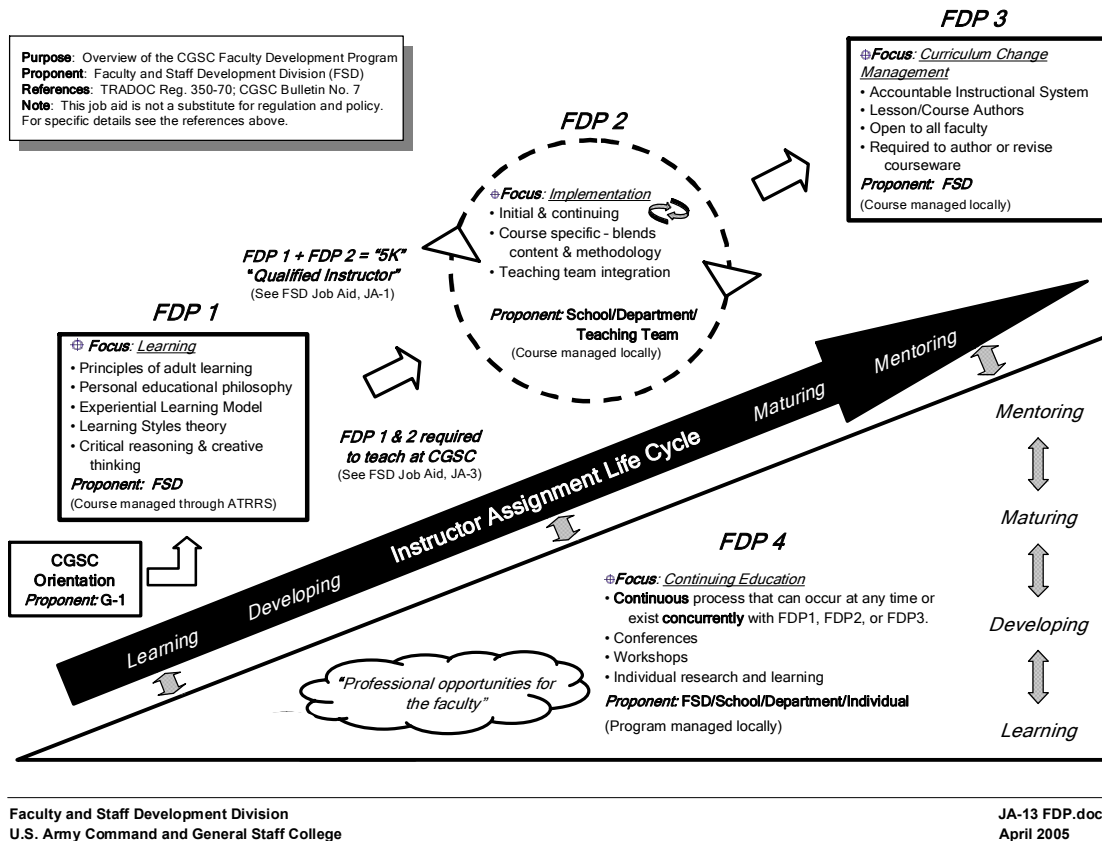 Purpose: Overview of the CGSC Faculty Development Program
Proponent: Faculty and Staff Development Division (FSD)
References: TRADOC Reg. 350-70; CGSC Bulletin No. 7
Note: This job aid is not a substitute for regulation and policy.
For specific details see the references above.
FDP 3
Focus: Curriculum Change
Management
• Accountable Instructional System
• Lesson/Course Authors
• Open to all faculty
• Required to author or revise
courseware
Proponent: FSD
(Course managed locally)
FDP 2
Focus: Implementation
• Initial & continuing
• Course specific - blends
content & methodology
• Teaching team integration
Proponent: School/Department/
Teaching Team
(Course managed locally)
FDP 1 + FDP 2 = "5K"
"Qualified Instructor"
(See FSD Job Aid, JA-1)
FDP 1
Focus: Learning
• Principles of adult learning
• Personal educational philosophy
• Experiential Learning Model
• Learning Styles theory
• Critical reasoning & creative
thinking
Proponent: FSD
(Course managed through ATRRS)
FDP 1 & 2 required
to teach at CGSC
(See FSD Job Aid, JA-3)
CGSC
Orientation
Proponent: G-1
Learning
Developing
Instructor Assignment Life Cycle
Maturing
Mentoring
FDP 4
Focus: Continuing Education
• Continuous process that can occur at any time or
exist concurrently with FDP1, FDP2, or FDP3.
• Conferences
• Workshops
• Individual research and learning
Proponent: FSD/School/Department/Individual
(Program managed locally)
"Professional opportunities for
the faculty"
Mentoring
Maturing
Developing
Learning
Faculty and Staff Development Division
U.S. Army Command and General Staff College
JA-13 FDP.doc
April 2005